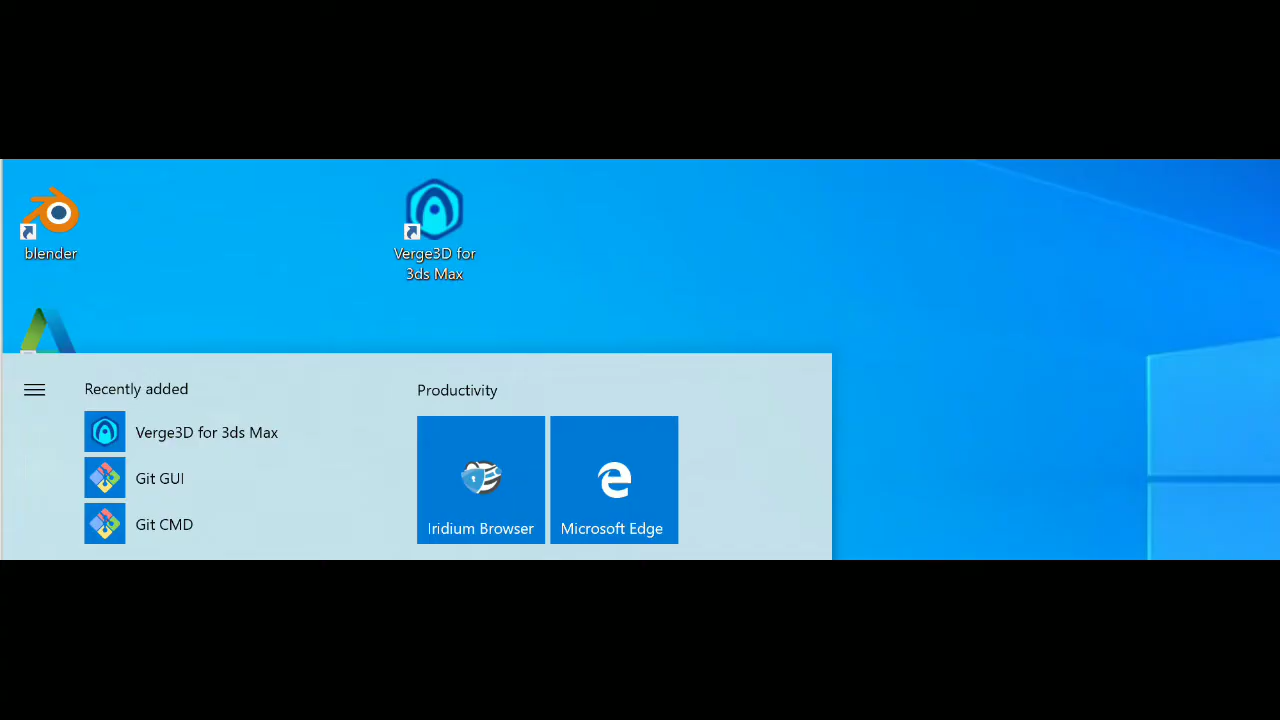 blender
Verge3D for
3ds Max
Recently added
Verge3D for 3ds Max
Git GUI
Git CMD
Productivity
Iridium Browser
Microsoft Edge